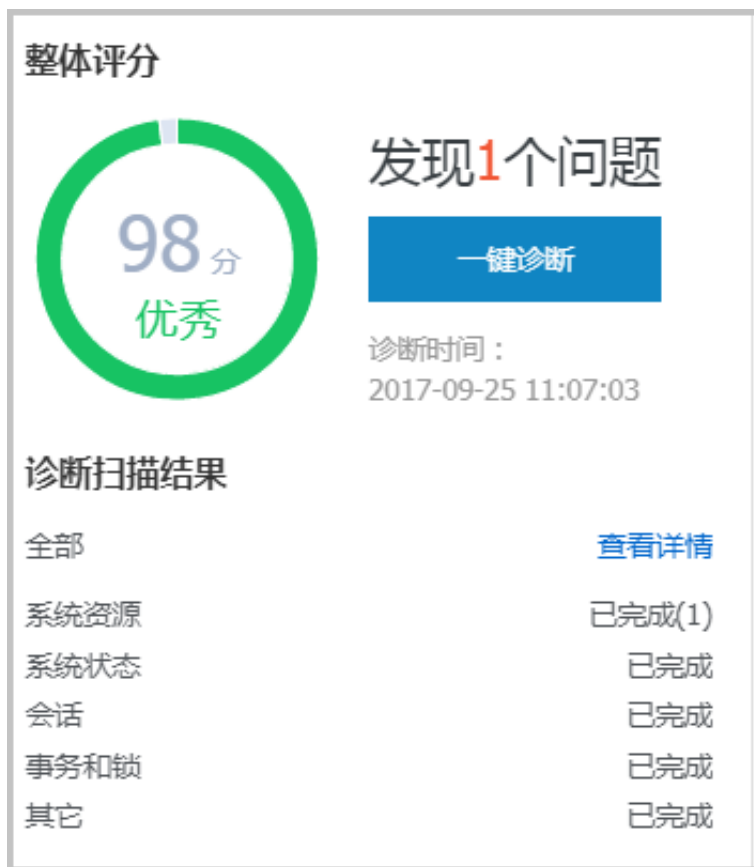 整体评分
98 分
优秀
发现1个问题
一键诊断
诊断时间：
2017-09-25 11:07:03
诊断扫描结果
全部 查看详情
系统资源 已完成(1)
系统状态 已完成
会话 已完成
事务和锁 已完成
其它 已完成